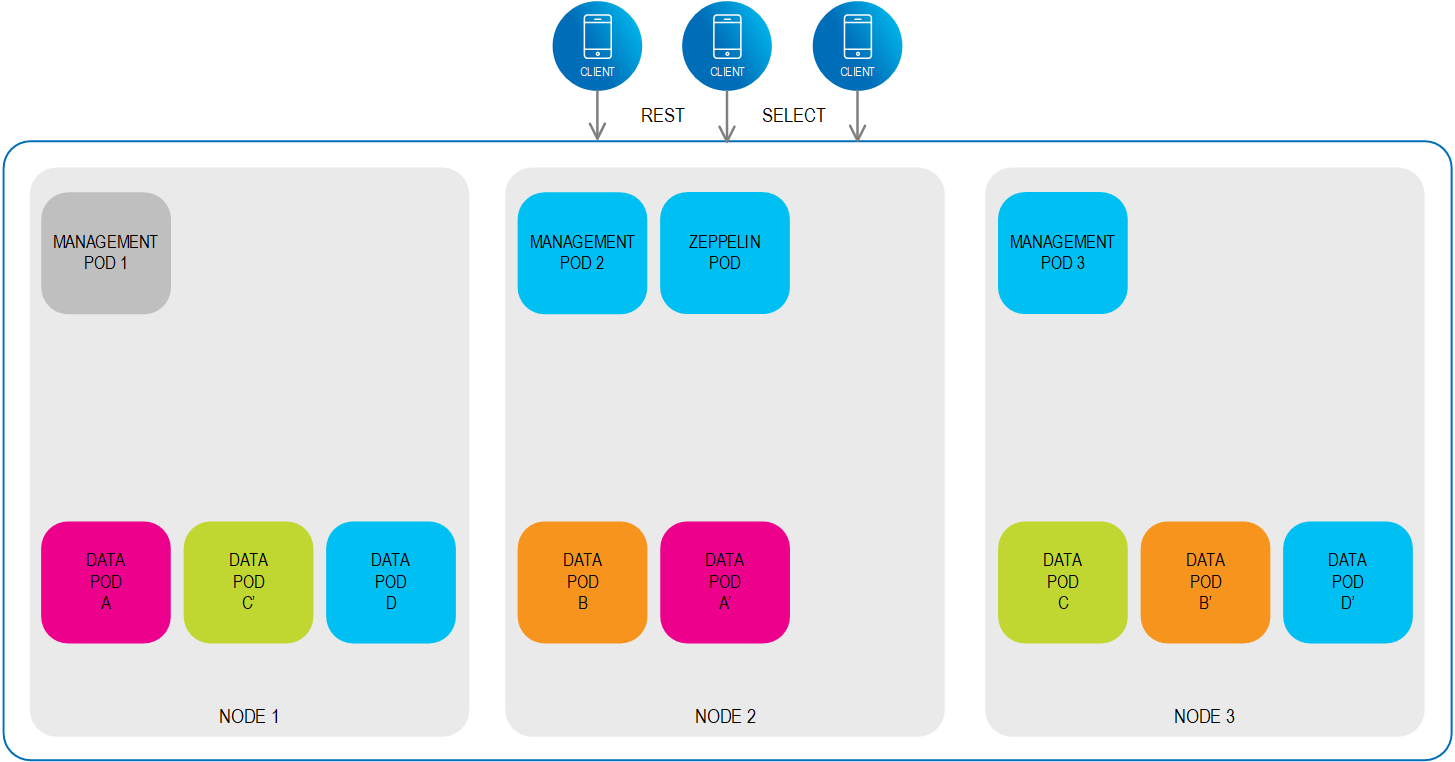 CLIENT
CLIENT
CLIENT
REST
SELECT
MANAGEMENT
POD 1
MANAGEMENT
POD 2
ZEPPELIN
POD
MANAGEMENT
POD 3
DATA
POD
A
DATA
POD
C’
DATA
POD
D
DATA
POD
B
DATA
POD
A’
DATA
POD
C
DATA
POD
B’
DATA
POD
D’
NODE 1
NODE 2
NODE 3